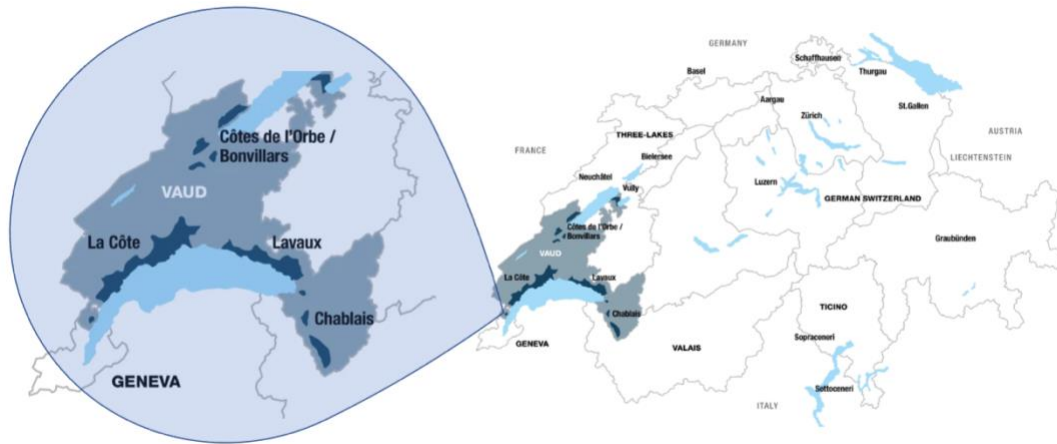 Côtes de l'Orbe /
Bonvillars
VAUD
La Côte
Lavaux
Chablais
GENEVA
GERMANY
Schaffhausen
Basel
Thurgau
Aargau
St.Gallen
Zürich
THREE-LAKES
AUSTRIA
FRANCE
Bielersee
LIECHTENSTEIN
Neuchâtel
Vully
Luzern
GERMAN SWITZERLAND
Côtes de l'Orbe /
Bonvillars
Graubünden
VAUD
La Côte
Lavaux
TICINO
Chablais
Sopraceneri
GENEVA
VALAIS
Sottoceneri
ITALY